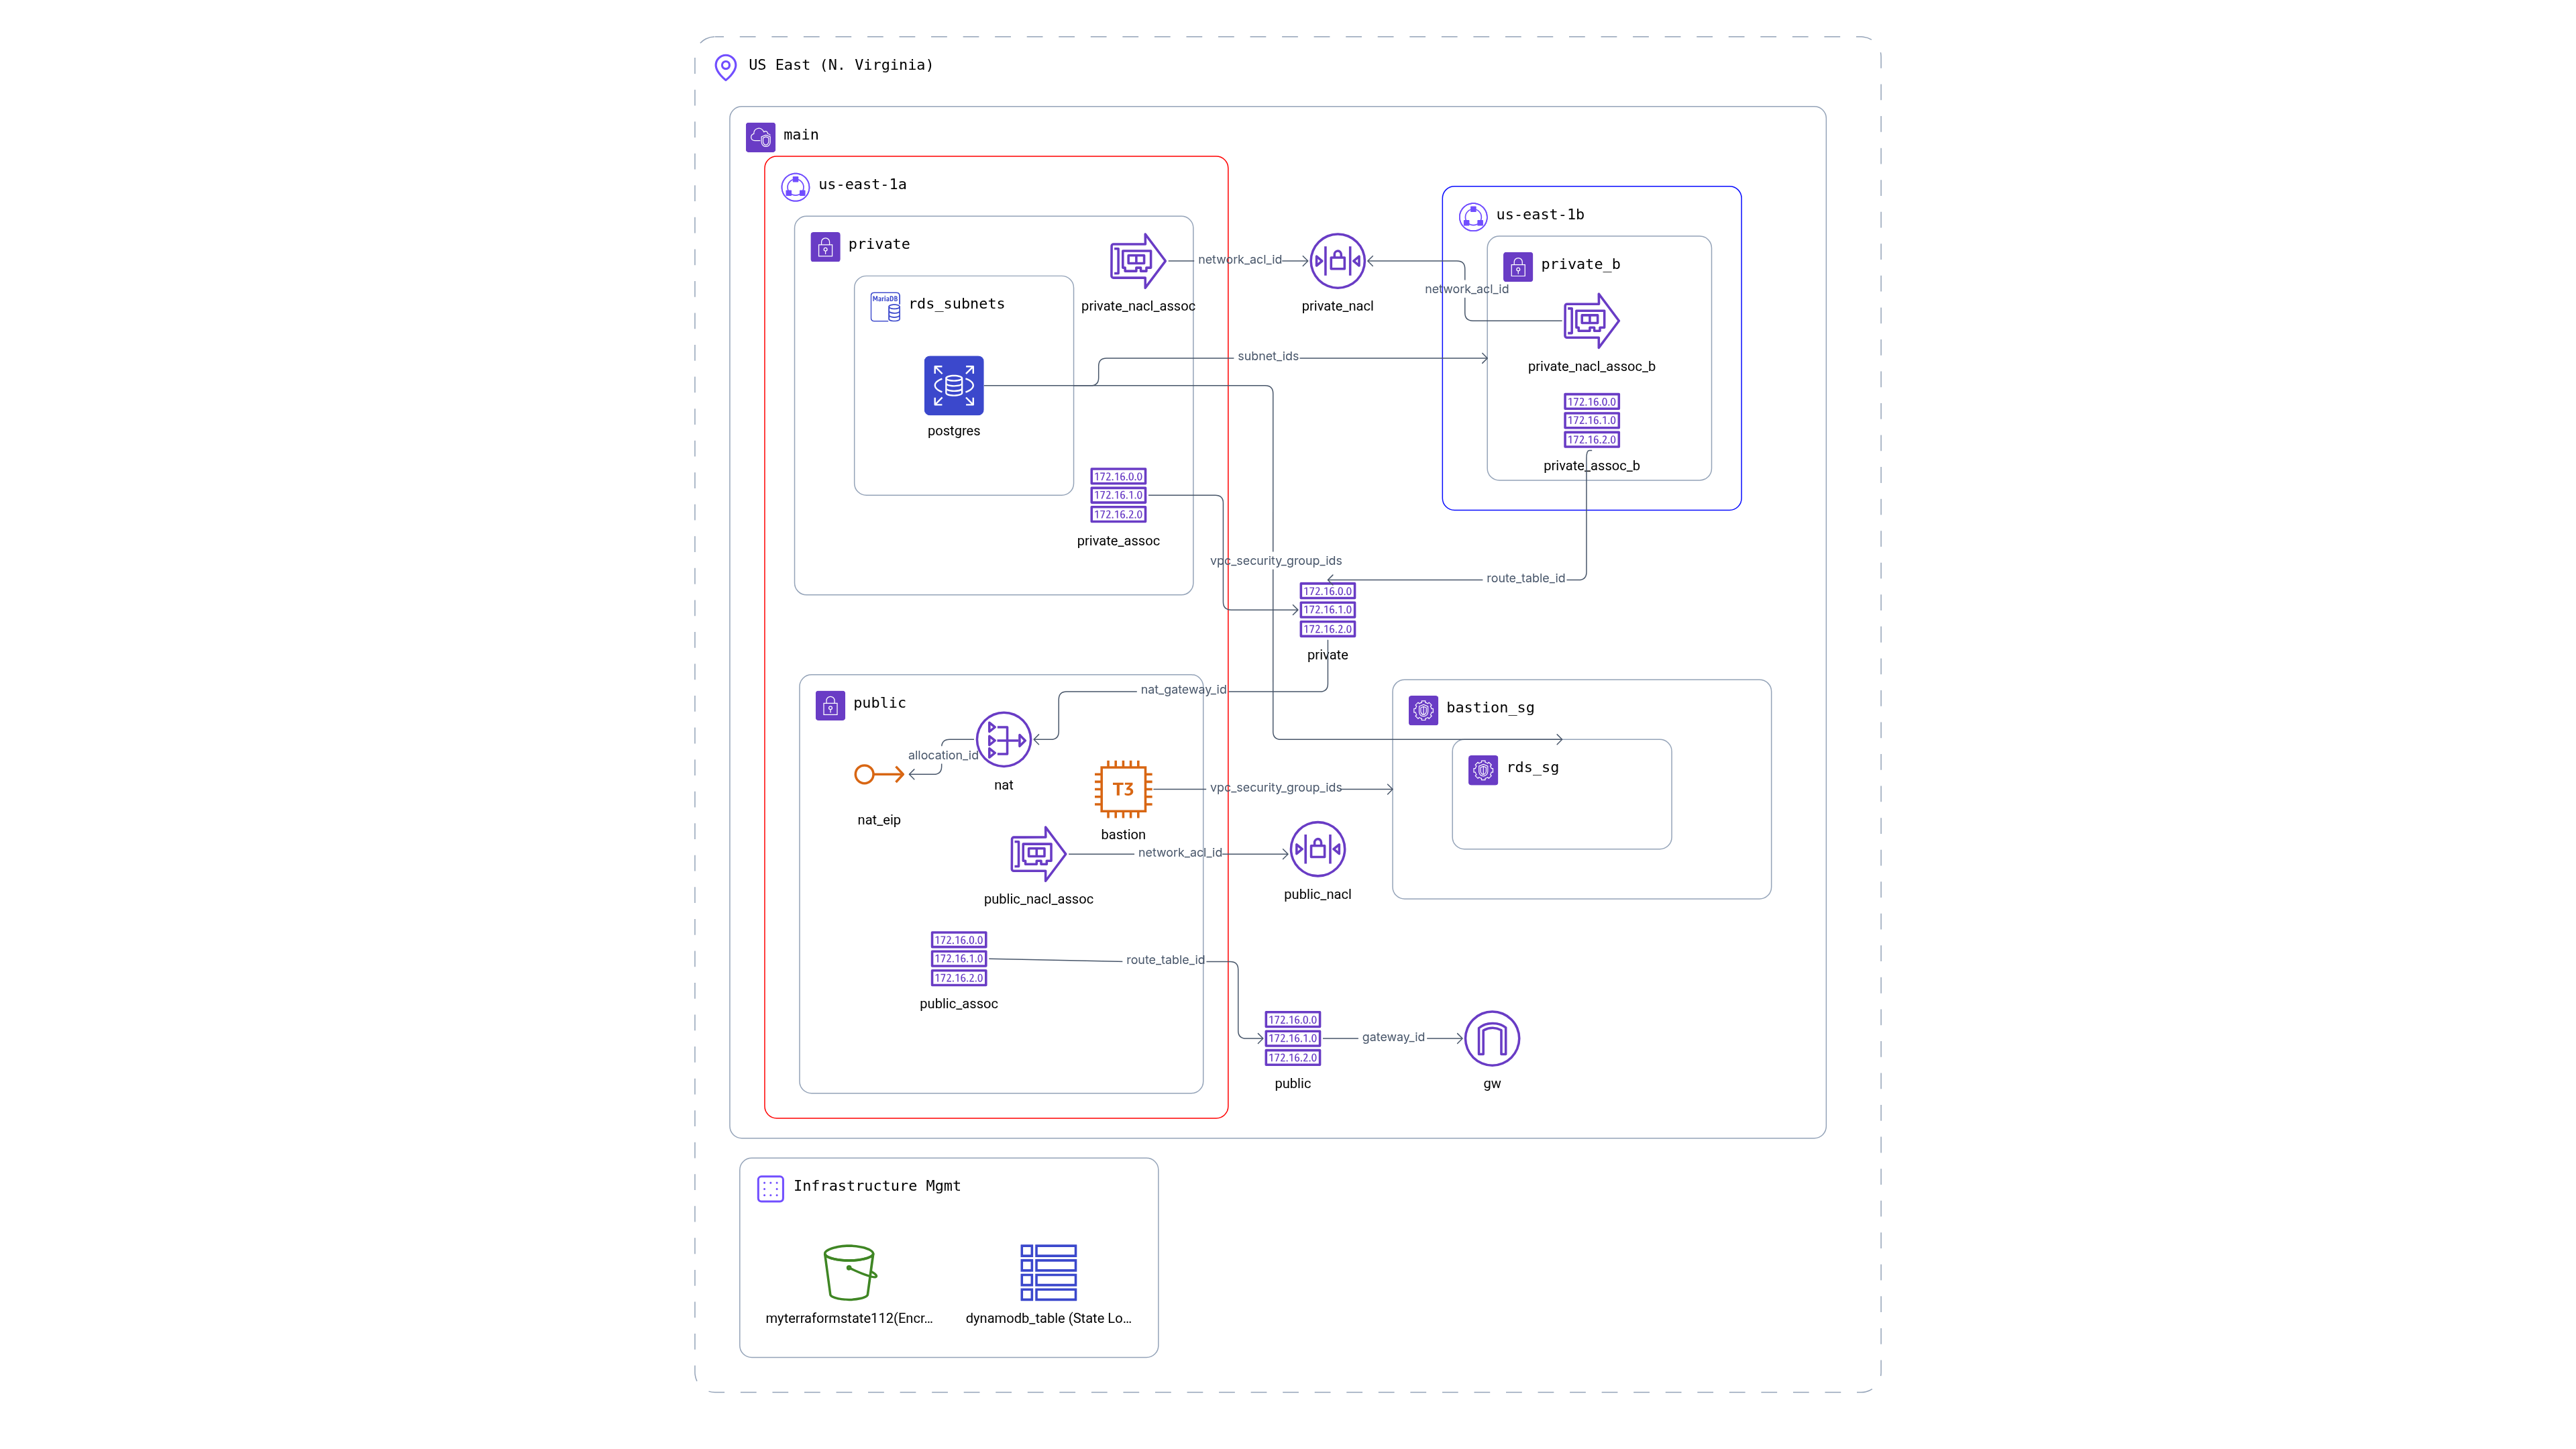 US East (N. Virginia)
main
us-east-1a
us-east-1b
private
private_b
rds_subnets
MariaDB
private_nacl_assoc
network_acl_id
private_nacl
network_acl_id
private_nacl_assoc_b
subnet_ids
postgres
172.16.0.0
172.16.1.0
172.16.2.0
private_assoc_b
172.16.0.0
172.16.1.0
172.16.2.0
private_assoc
vpc_security_group_ids
route_table_id
172.16.0.0
172.16.1.0
172.16.2.0
private
nat_gateway_id
public
bastion_sg
allocation_id
nat
nat_eip
T3
bastion
vpc_security_group_ids
rds_sg
network_acl_id
public_nacl_assoc
public_nacl
172.16.0.0
172.16.1.0
172.16.2.0
public_assoc
route_table_id
172.16.0.0
172.16.1.0
172.16.2.0
public
gateway_id
gw
Infrastructure Mgmt
myterraformstate112(Encr...
dynamodb_table (State Lo...